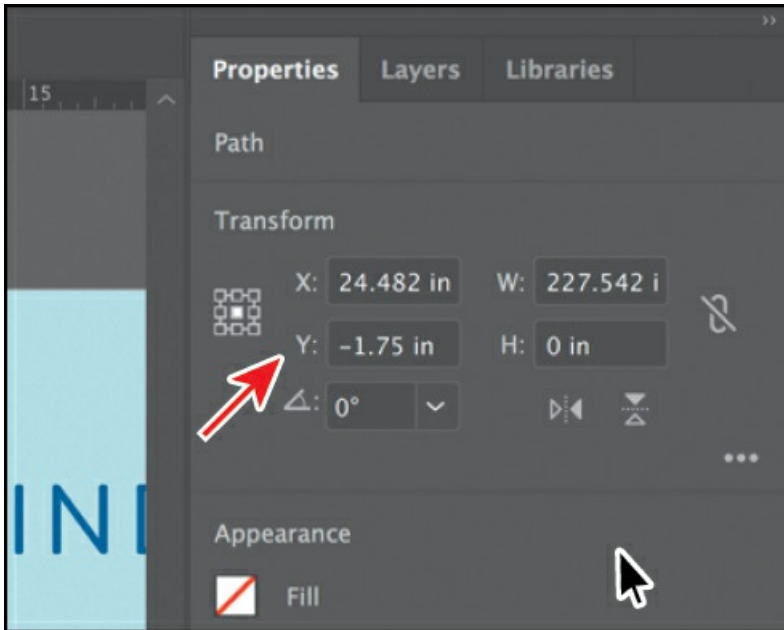 Properties Layers Libraries
15
Path
Transform
X: 24.482 in W: 227.542 i
Y: -1.75 in H: 0 in
0°
IND
Appearance
Fill